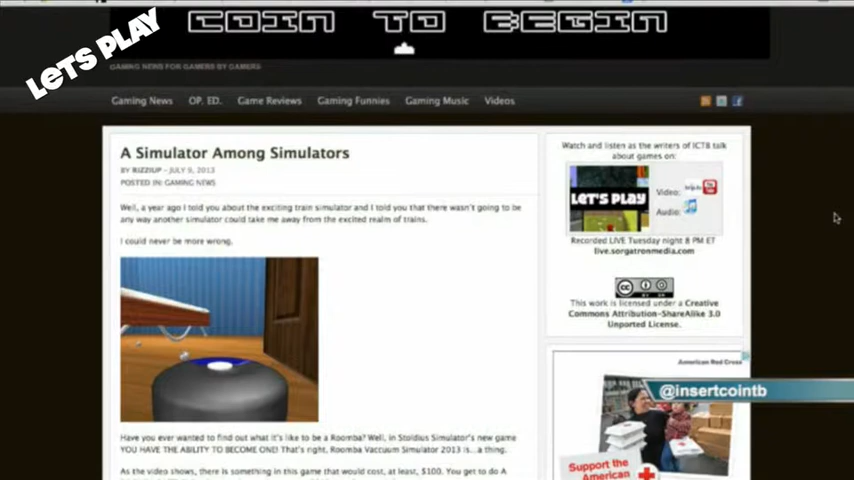 LETS PLAY
COIN TO BEGIN
GAMING NEWS FOR GAMERS BY GAMERS
Gaming News OP. ED. Game Reviews Gaming Funnies Gaming Music Videos
A Simulator Among Simulators
BY RIZZIUP – JULY 9, 2013
POSTED IN: GAMING NEWS
Well, a year ago I told you about the exciting train simulator and I told you that there wasn't going to be
any way another simulator could take me away from the excited realm of trains.
I could never be more wrong.
Have you ever wanted to find out what it's like to be a Roomba? Well, in Stoidius Simulator's new game
YOU HAVE THE ABILITY TO BECOME ONE! That's right, Roomba Vaccuum Simulator 2013 is...a thing.
As the video shows, there is something in this game that would cost, at least, $100. You get to do A
Watch and listen as the writers of ICTB talk
about games on:
LET'S PLAY
Video:
Audio:
Recorded LIVE Tuesday night 8 PM ET
live.sorgatronmedia.com
This work is licensed under a Creative
Commons Attribution-ShareAlike 3.0
Unported License.
American Red Cross
@insertcointb
Support the
American